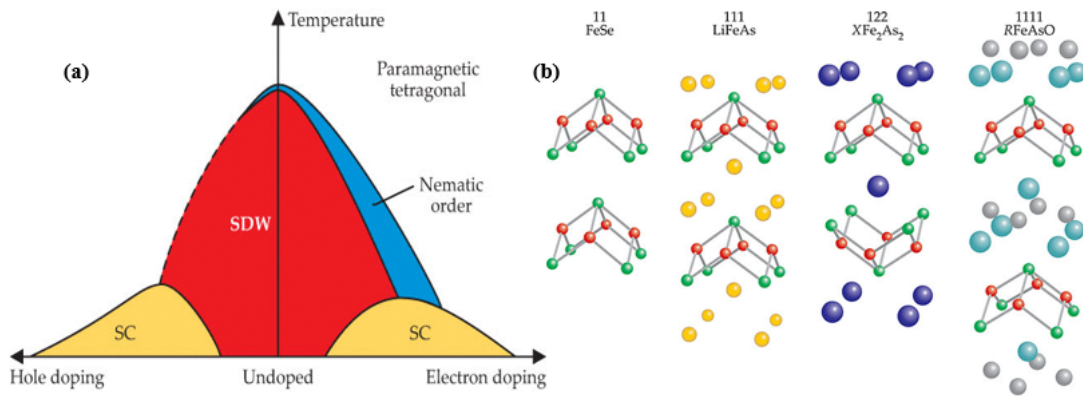 Temperature
(a)
Paramagnetic
tetragonal
Nematic
order
SDW
SC
SC
Hole doping
Undoped
Electron doping
(b)
11
FeSe
111
LiFeAs
122
XFe₂As₂
1111
RFeAsO